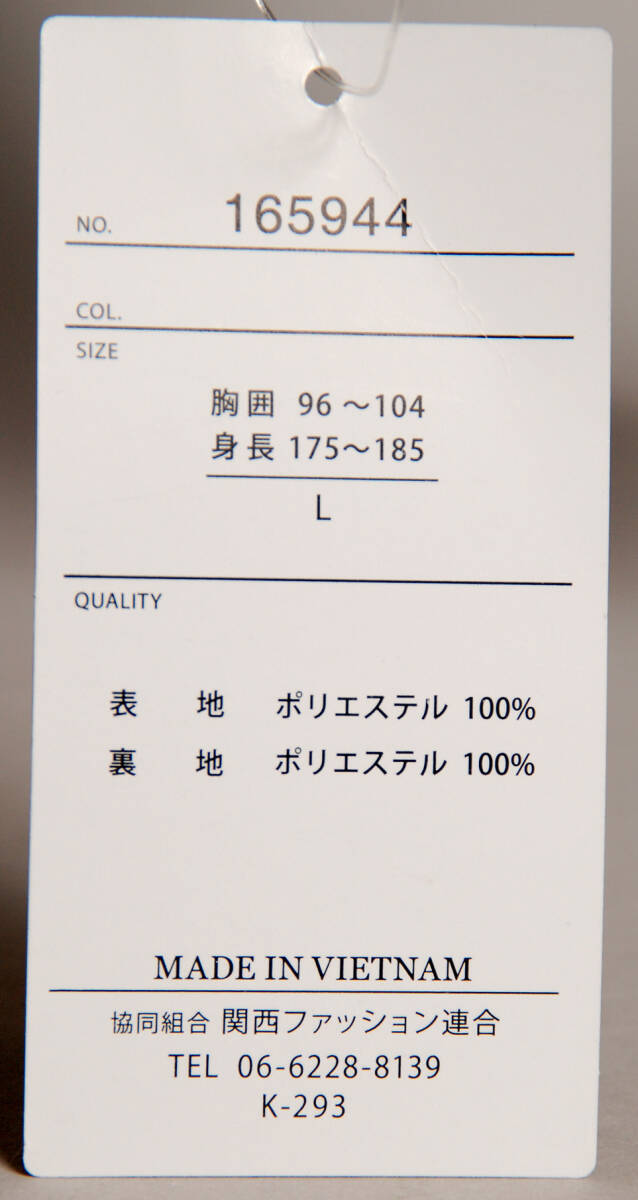 NO. 165944
COL.
SIZE
胸囲 96～104
身長 175～185
L
QUALITY
表 地 ポリエステル 100%
裏 地 ポリエステル 100%
MADE IN VIETNAM
協同組合 関西ファッション連合
TEL 06-6228-8139
K-293